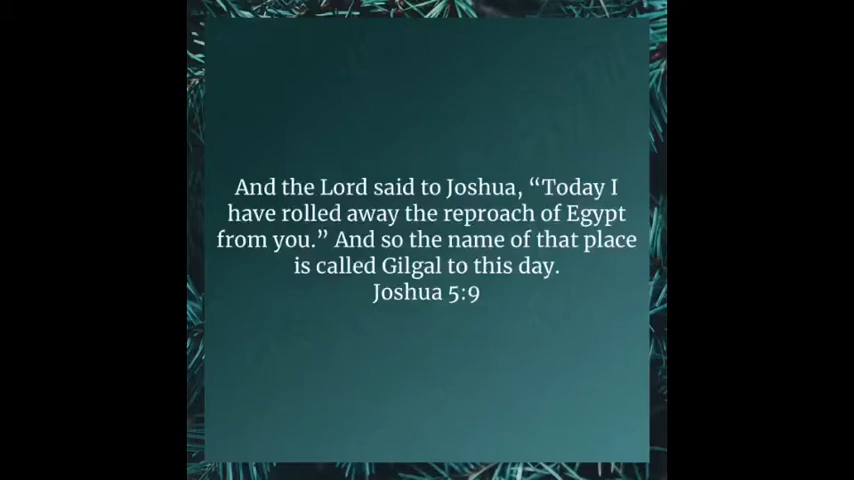 And the Lord said to Joshua, “Today I
have rolled away the reproach of Egypt
from you.” And so the name of that place
is called Gilgal to this day.
Joshua 5:9